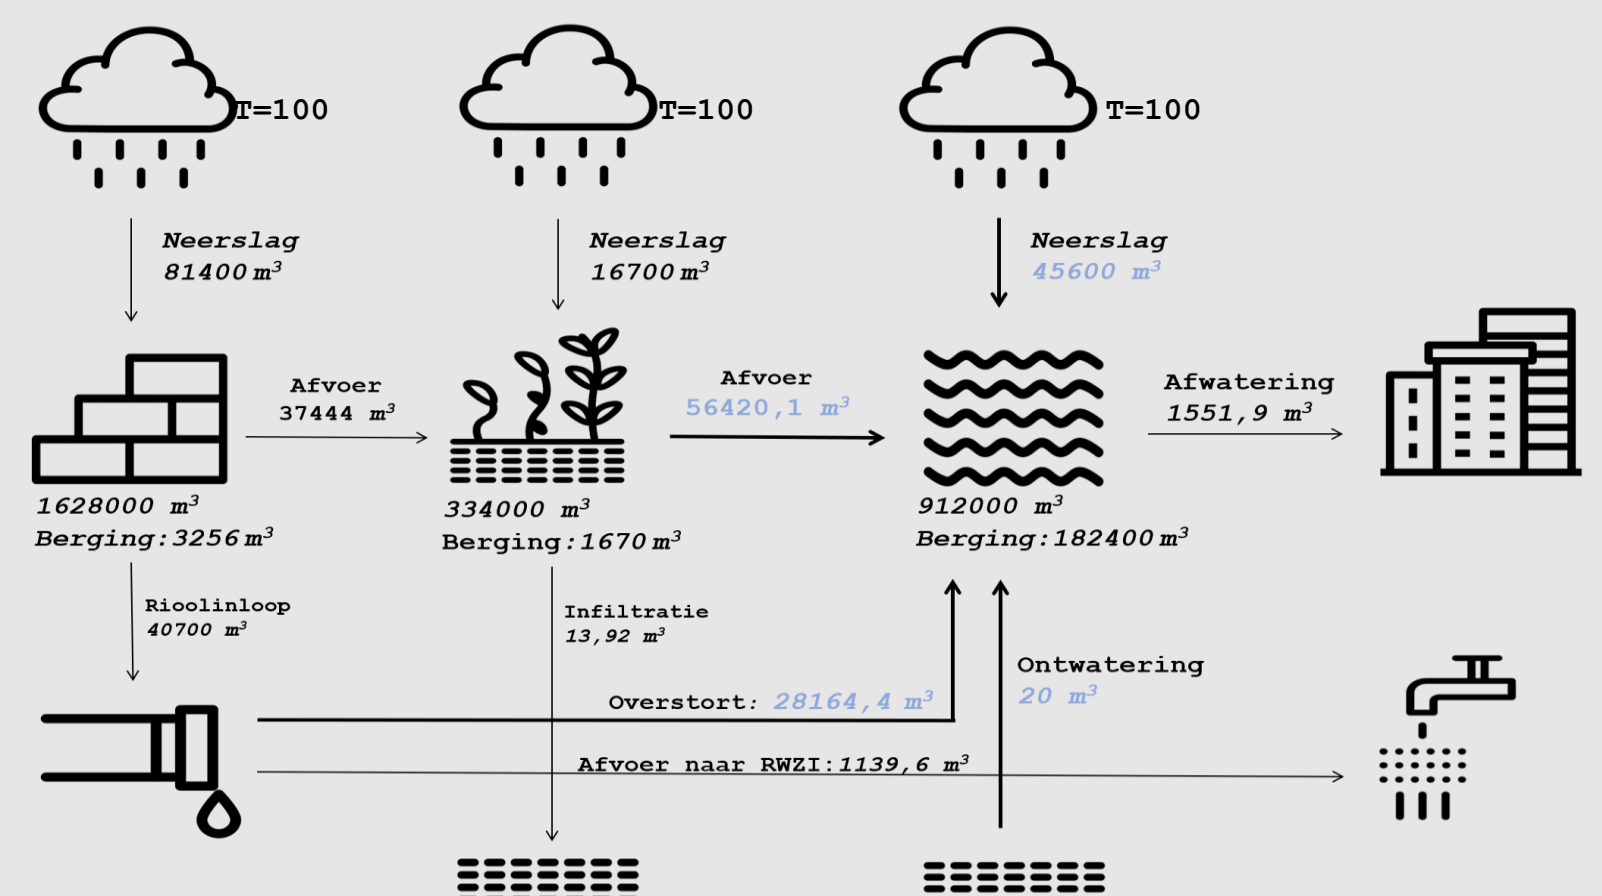 T=100
T=100
T=100
Neerslag
81400 m³
Neerslag
16700 m³
Neerslag
45600 m³
Afvoer
37444 m³
Afvoer
56420,1 m³
Afwatering
1551,9 m³
1628000 m³
Berging:3256 m³
334000 m³
Berging:1670 m³
912000 m³
Berging:182400 m³
Rioolinloop
40700 m³
Infiltratie
13,92 m³
Ontwatering
20 m³
Overstort: 28164,4 m³
Afvoer naar RWZI:1139,6 m³